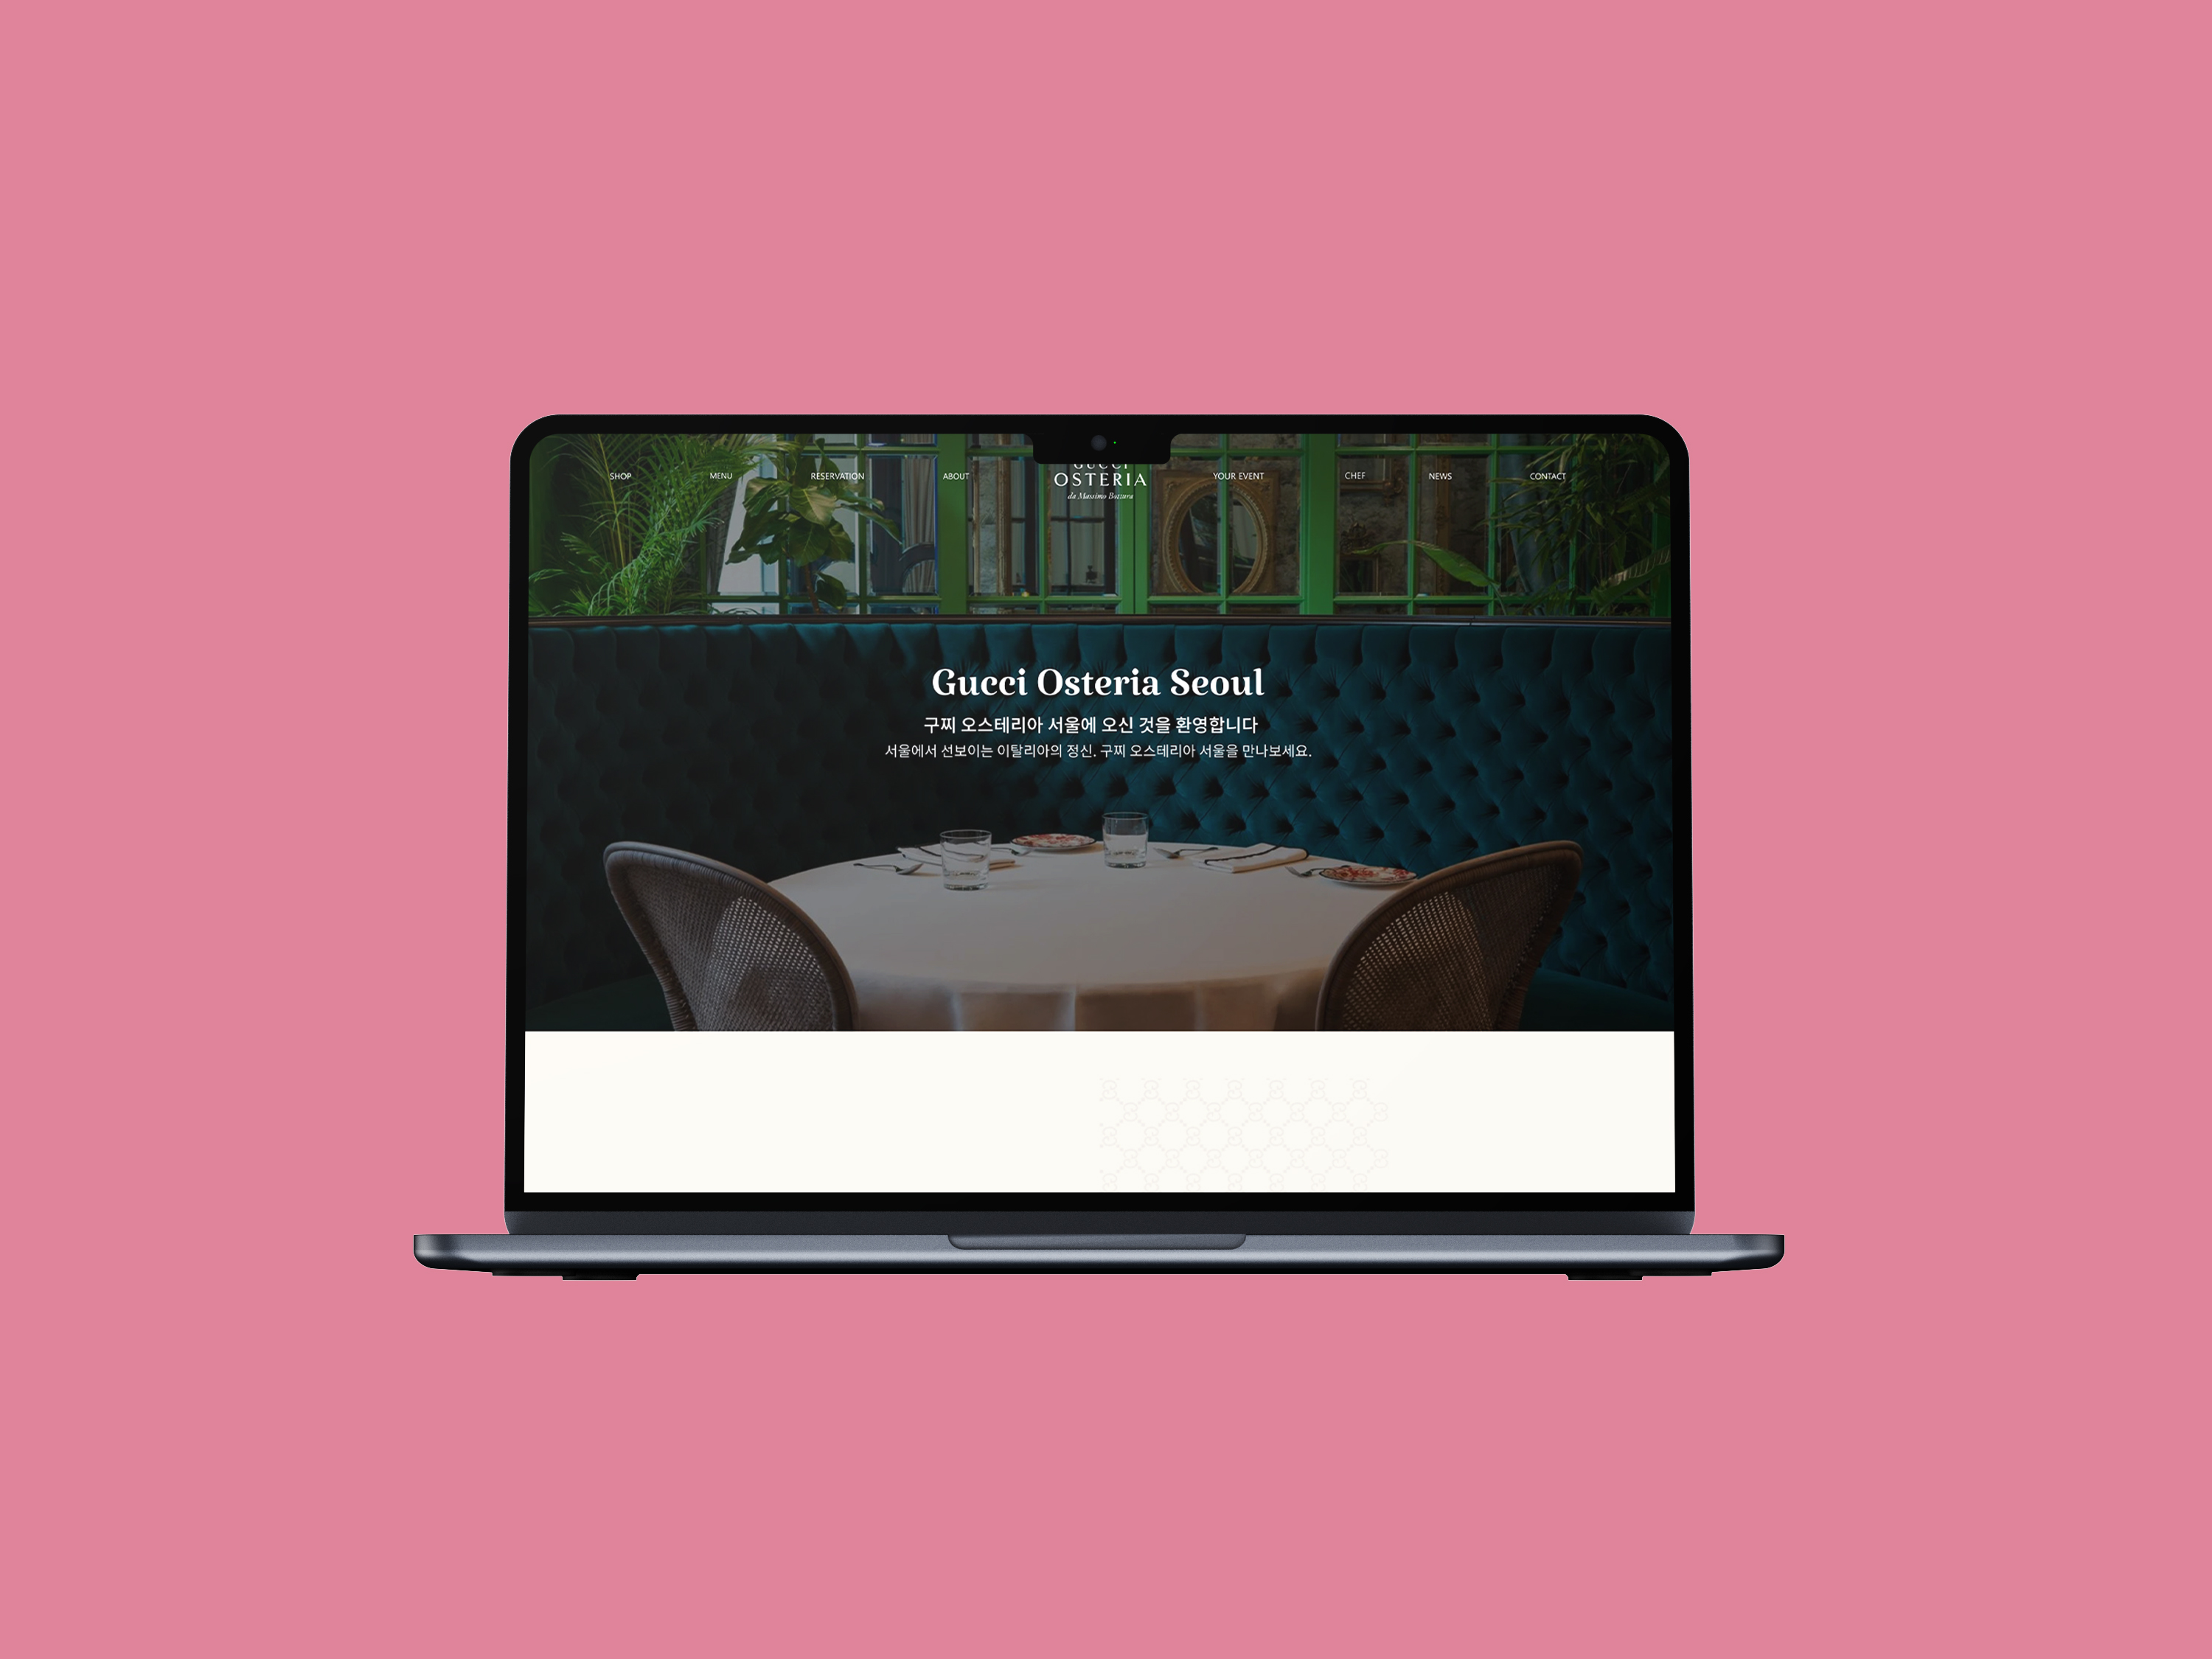 SHOP MENU RESERVATION ABOUT
GUCCI
OSTERIA
da Massimo Bottura
YOUR EVENT CHEF NEWS CONTACT
Gucci Osteria Seoul
구찌 오스테리아 서울에 오신 것을 환영합니다
서울에서 선보이는 이탈리아의 정신. 구찌 오스테리아 서울을 만나보세요.